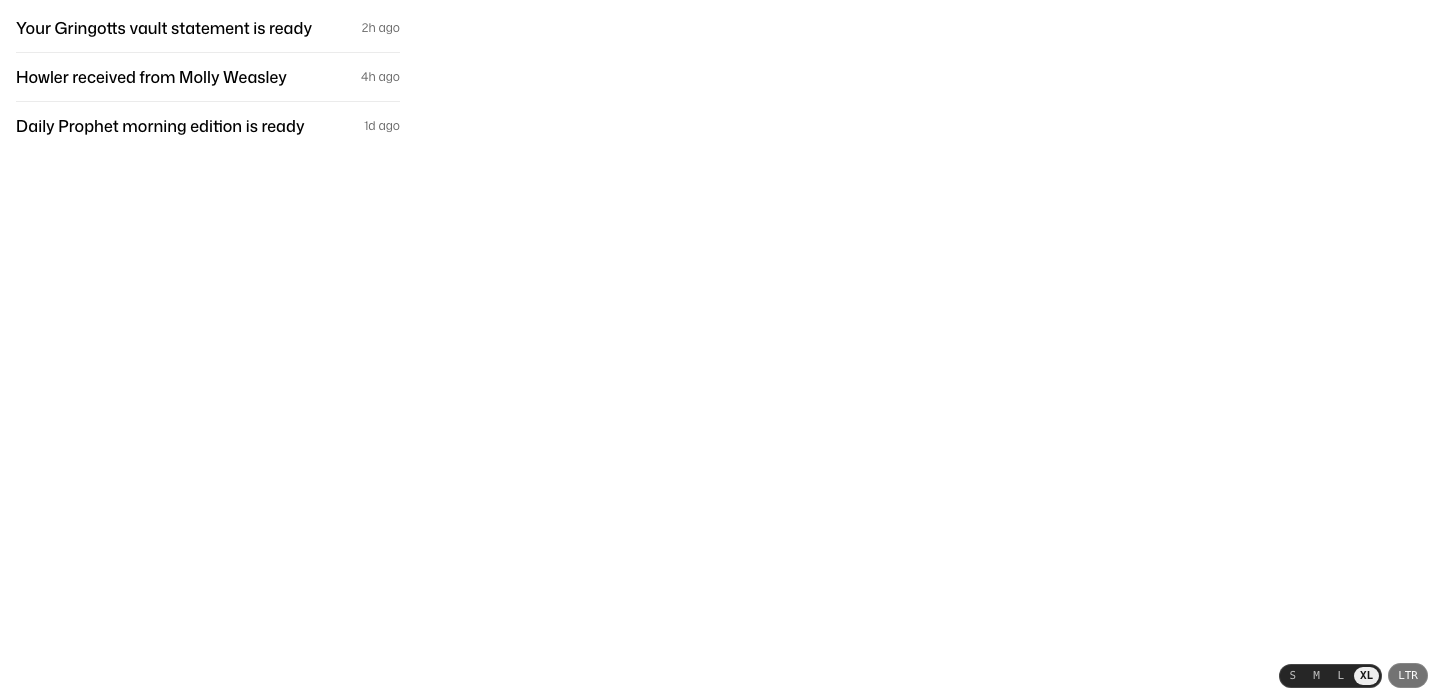 Your Gringotts vault statement is ready 2h ago
Howler received from Molly Weasley 4h ago
Daily Prophet morning edition is ready 1d ago
S M L XL LTR